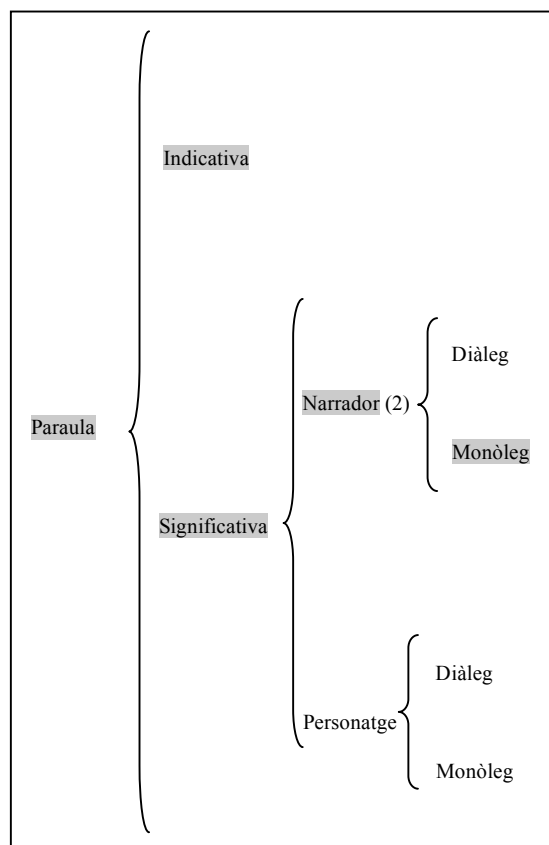 Indicativa
Diàleg
Narrador (2)
Paraula
Monòleg
Significativa
Diàleg
Personatge
Monòleg